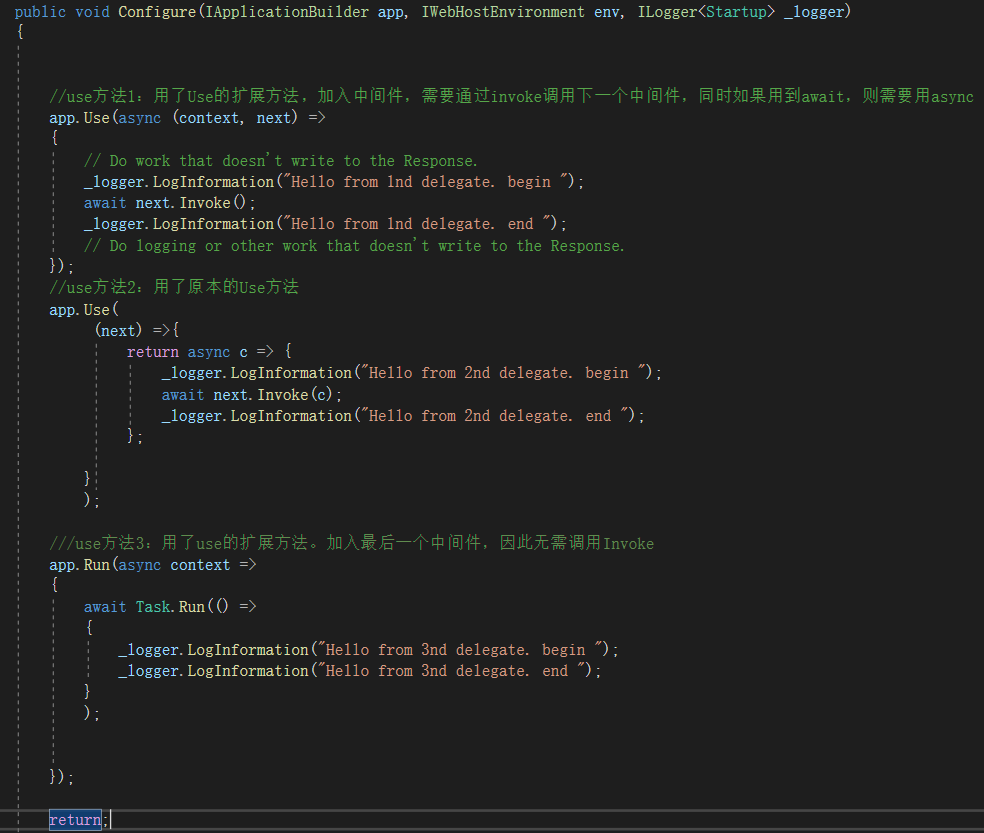 public void Configure(IApplicationBuilder app, IWebHostEnvironment env, ILogger<Startup> _logger)
{
//use方法1: 用了Use的扩展方法，加入中间件，需要通过invoke调用下一个中间件，同时如果用到await，则需要用async
app.Use(async (context, next) =>
{
// Do work that doesn't write to the Response.
_logger.LogInformation("Hello from 1nd delegate. begin ");
await next.Invoke();
_logger.LogInformation("Hello from 1nd delegate. end ");
// Do logging or other work that doesn't write to the Response.
});
//use方法2: 用了原本的Use方法
app.Use(
(next) =>{
return async c => {
_logger.LogInformation("Hello from 2nd delegate. begin ");
await next.Invoke(c);
_logger.LogInformation("Hello from 2nd delegate. end ");
};
}
);
///use方法3: 用了use的扩展方法。加入最后一个中间件，因此无需调用Invoke
app.Run(async context =>
{
await Task.Run(() =>
{
_logger.LogInformation("Hello from 3nd delegate. begin ");
_logger.LogInformation("Hello from 3nd delegate. end ");
}
);
});
return;